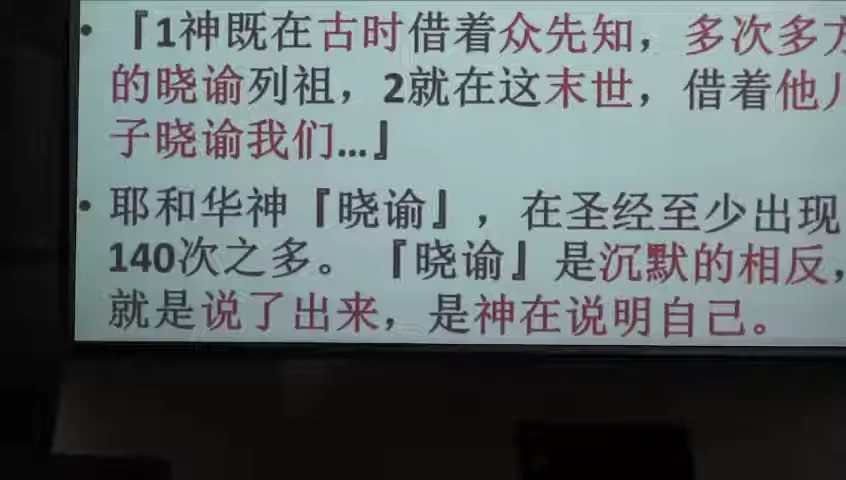 • 『1神既在古时借着众先知，多次多方
的晓谕列祖，2就在这末世，借着他儿
子晓谕我们...』
• 耶和华神『晓谕』，在圣经至少出现
140次之多。『晓谕』是沉默的相反，
就是说了出来，是神在说明自己。